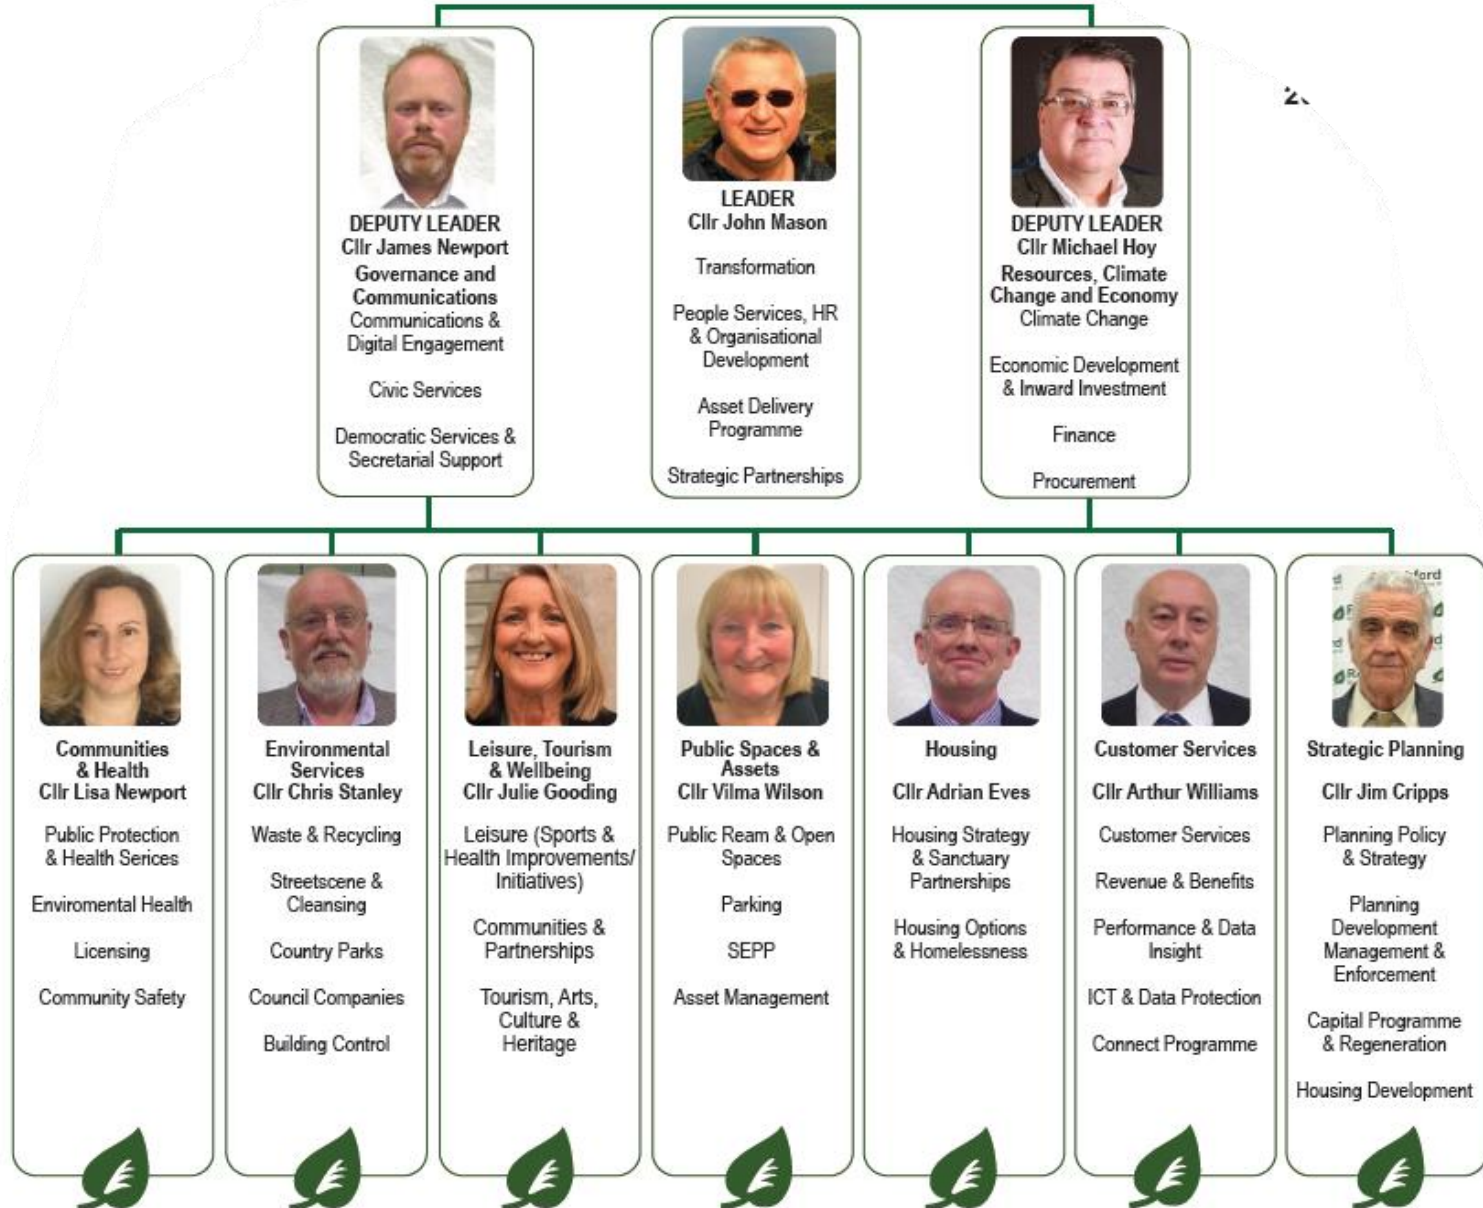 DEPUTY LEADER
Cllr James Newport
Governance and
Communications
Communications &
Digital Engagement
Civic Services
Democratic Services &
Secretarial Support
LEADER
Cllr John Mason
Transformation
People Services, HR
& Organisational
Development
Asset Delivery
Programme
Strategic Partnerships
DEPUTY LEADER
Cllr Michael Hoy
Resources, Climate
Change and Economy
Climate Change
Economic Development
& Inward Investment
Finance
Procurement
Communities
& Health
Cllr Lisa Newport
Public Protection
& Health Serices
Enviromental Health
Licensing
Community Safety
Environmental
Services
Cllr Chris Stanley
Waste & Recycling
Streetscene &
Cleansing
Country Parks
Council Companies
Building Control
Leisure, Tourism
& Wellbeing
Cllr Julie Gooding
Leisure (Sports &
Health Improvements/
Initiatives)
Communities &
Partnerships
Tourism, Arts,
Culture &
Heritage
Public Spaces &
Assets
Cllr Vilma Wilson
Public Ream & Open
Spaces
Parking
SEPP
Asset Management
Housing
Cllr Adrian Eves
Housing Strategy
& Sanctuary
Partnerships
Housing Options
& Homelessness
Customer Services
Cllr Arthur Williams
Customer Services
Revenue & Benefits
Performance & Data
Insight
ICT & Data Protection
Connect Programme
Strategic Planning
Cllr Jim Cripps
Planning Policy
& Strategy
Planning
Development
Management &
Enforcement
Capital Programme
& Regeneration
Housing Development